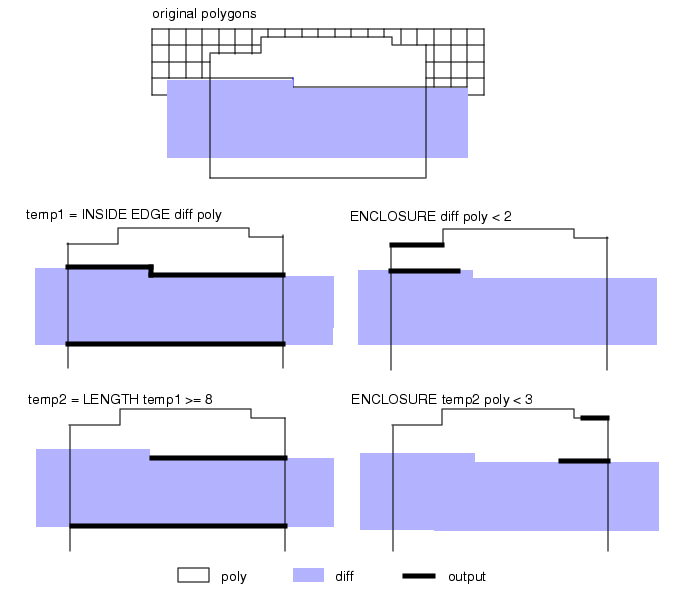 original polygons
temp1 = INSIDE EDGE diff poly
ENCLOSURE diff poly < 2
temp2 = LENGTH temp1 >= 8
ENCLOSURE temp2 poly < 3
poly
diff
output